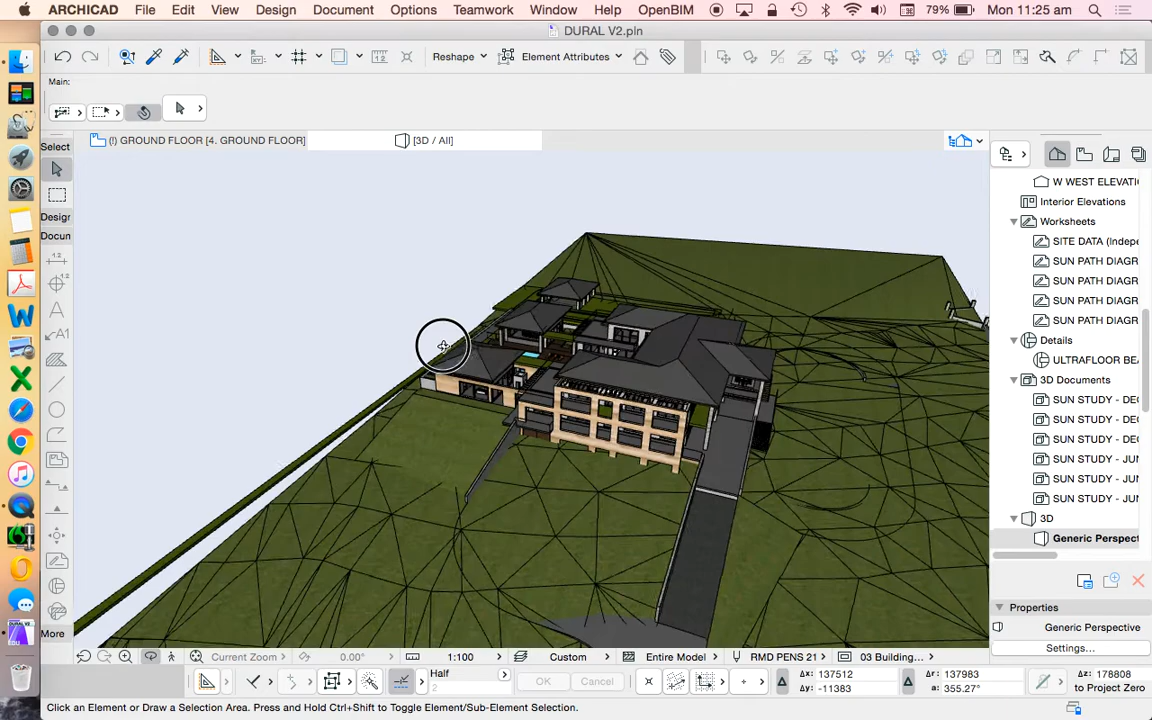 ARCHICAD File Edit View Design Document Options Teamwork Window Help OpenBIM 79% Mon 11:25 am
DURAL V2.pln
Reshape Element Attributes
Main:
(!) GROUND FLOOR [4. GROUND FLOOR] [3D / All]
Select
Design
Docun
More
W WEST ELEVATI
Interior Elevations
Worksheets
SITE DATA (Indepe
SUN PATH DIAGR
SUN PATH DIAGR
SUN PATH DIAGR
SUN PATH DIAGR
Details
ULTRAFLOOR BEA
3D Documents
SUN STUDY - DEC
SUN STUDY - DEC
SUN STUDY - DEC
SUN STUDY - JUN
SUN STUDY - JUN
SUN STUDY - JUN
3D
Generic Perspect
Properties
Generic Perspective
Settings...
Current Zoom 0.00° 1:100 Custom Entire Model RMD PENS 21 03 Building...
Half
2
OK Cancel
Δx: 137512
Δy: -11383
Δr: 137983
a: 355.27°
Δz: 178808
to Project Zero
Click an Element or Draw a Selection Area. Press and Hold Ctrl+Shift to Toggle Element/Sub-Element Selection.